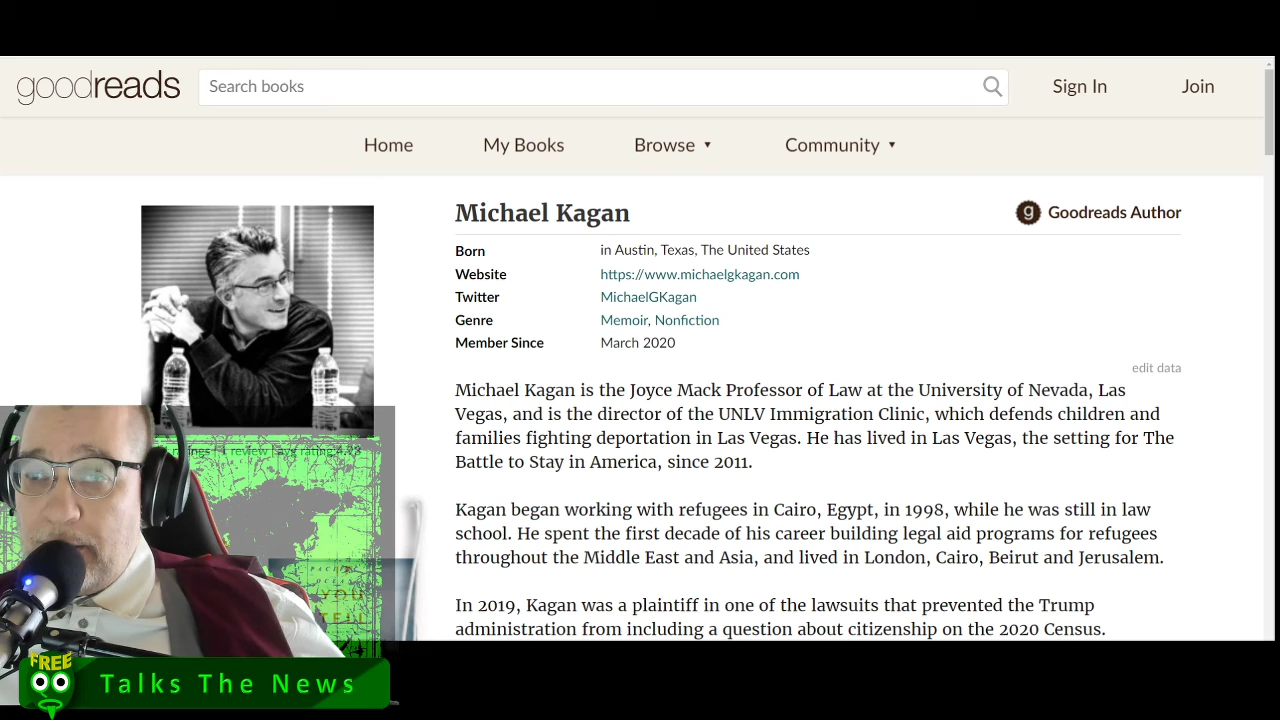 goodreads
Search books
Sign In
Join
Home
My Books
Browse ▼
Community ▼
Michael Kagan
g Goodreads Author
Born in Austin, Texas, The United States
Website https://www.michaelgkagan.com
Twitter MichaelGKagan
Genre Memoir, Nonfiction
Member Since March 2020
edit data
Michael Kagan is the Joyce Mack Professor of Law at the University of Nevada, Las
Vegas, and is the director of the UNLV Immigration Clinic, which defends children and
families fighting deportation in Las Vegas. He has lived in Las Vegas, the setting for The
Battle to Stay in America, since 2011.
Kagan began working with refugees in Cairo, Egypt, in 1998, while he was still in law
school. He spent the first decade of his career building legal aid programs for refugees
throughout the Middle East and Asia, and lived in London, Cairo, Beirut and Jerusalem.
In 2019, Kagan was a plaintiff in one of the lawsuits that prevented the Trump
administration from including a question about citizenship on the 2020 Census.
1 review
avg rating
YOU
FREE
Talks The News